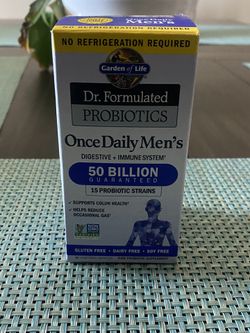 Men's
NO REFRIGERATION REQUIRED
Garden of Life
Dr. Formulated
PROBIOTICS
Once Daily Men's
DIGESTIVE + IMMUNE SYSTEM†
50 BILLION
GUARANTEED
15 PROBIOTIC STRAINS
✓ SUPPORTS COLON HEALTH†
✓ HELPS REDUCE
OCCASIONAL GAS†
GLUTEN FREE • DAIRY FREE • SOY FREE